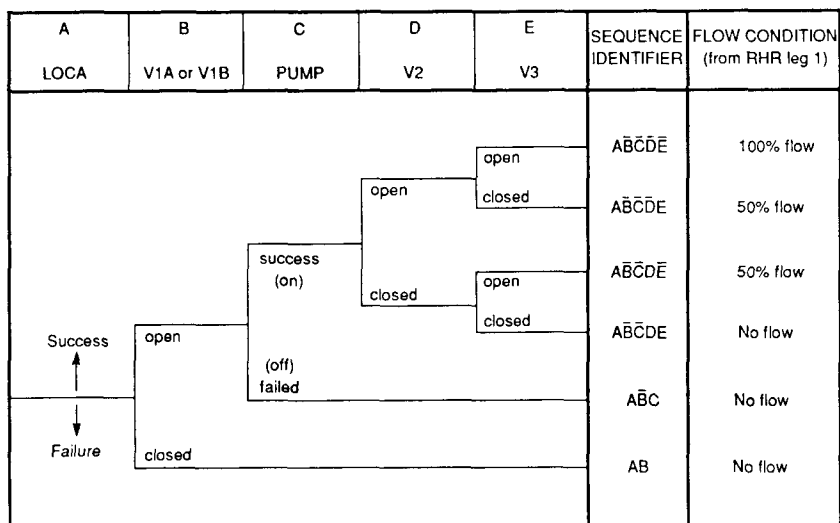 A B C D E
SEQUENCE IDENTIFIER
FLOW CONDITION (from RHR leg 1)
LOCA V1A or V1B PUMP V2 V3
open AB̄C̄D̄Ē 100% flow
open closed AB̄C̄D̄E 50% flow
success (on) open AB̄C̄DĒ 50% flow
closed closed AB̄C̄DE No flow
Success open (off) failed AB̄C No flow
Failure closed AB No flow